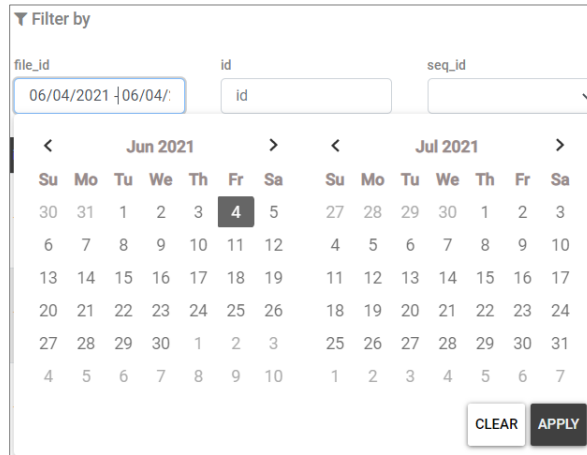 Filter by
file_id id seq_id
06/04/2021 - 06/04/ id
Jun 2021 Jul 2021
Su Mo Tu We Th Fr Sa Su Mo Tu We Th Fr Sa
30 31 1 2 3 4 5 27 28 29 30 1 2 3
6 7 8 9 10 11 12 4 5 6 7 8 9 10
13 14 15 16 17 18 19 11 12 13 14 15 16 17
20 21 22 23 24 25 26 18 19 20 21 22 23 24
27 28 29 30 1 2 3 25 26 27 28 29 30 31
4 5 6 7 8 9 10 1 2 3 4 5 6 7
CLEAR APPLY